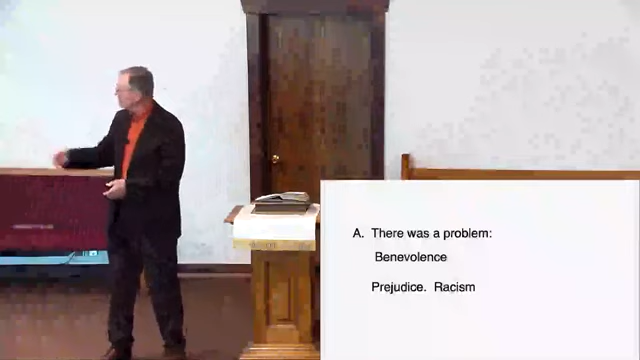 A. There was a problem:
Benevolence
Prejudice. Racism